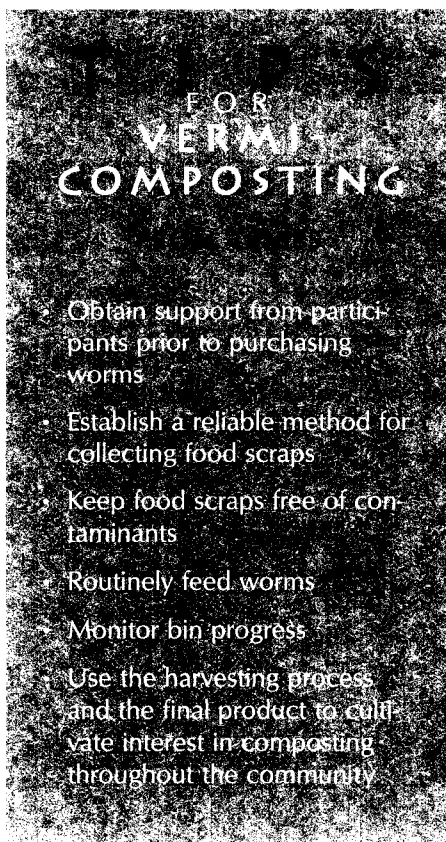 TIPS
FOR
VERMI-
COMPOSTING
• Obtain support from partici-
pants prior to purchasing
worms
• Establish a reliable method for
collecting food scraps
• Keep food scraps free of con-
taminants
• Routinely feed worms
• Monitor bin progress
• Use the harvesting process
and the final product to culti-
vate interest in composting
throughout the community